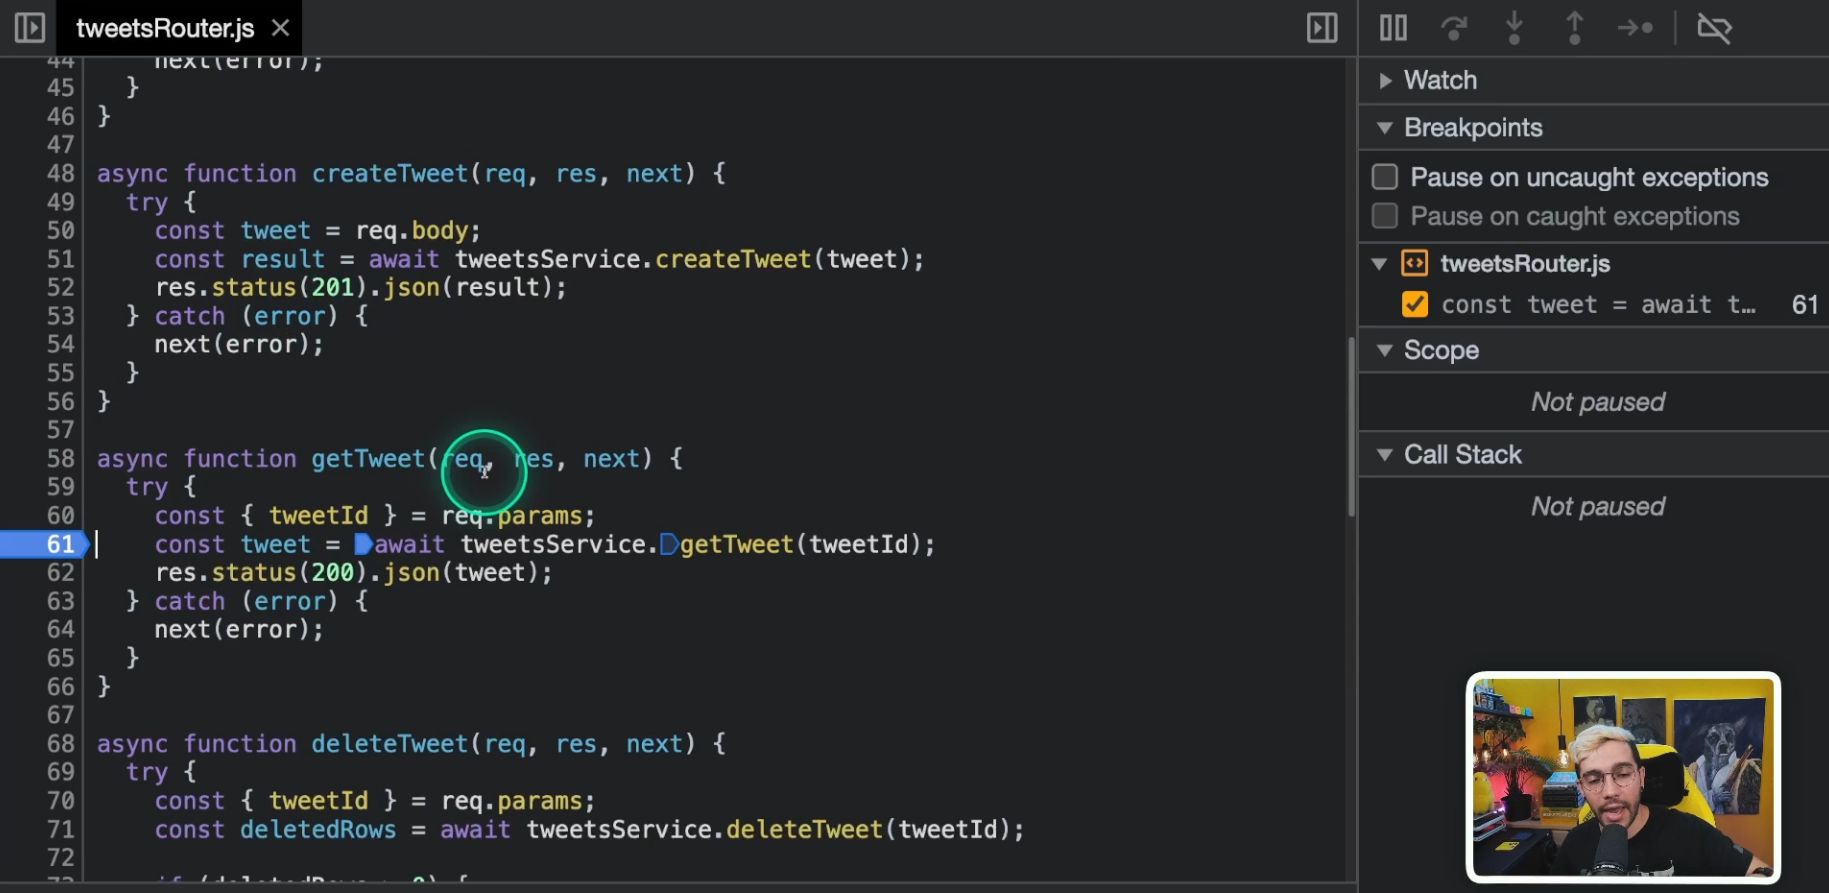 tweetsRouter.js
44 next(error);
45 }
46 }
47
48 async function createTweet(req, res, next) {
49 try {
50 const tweet = req.body;
51 const result = await tweetsService.createTweet(tweet);
52 res.status(201).json(result);
53 } catch (error) {
54 next(error);
55 }
56 }
57
58 async function getTweet(req, res, next) {
59 try {
60 const { tweetId } = req.params;
61 const tweet = await tweetsService.getTweet(tweetId);
62 res.status(200).json(tweet);
63 } catch (error) {
64 next(error);
65 }
66 }
67
68 async function deleteTweet(req, res, next) {
69 try {
70 const { tweetId } = req.params;
71 const deletedRows = await tweetsService.deleteTweet(tweetId);
72
Watch
Breakpoints
Pause on uncaught exceptions
Pause on caught exceptions
tweetsRouter.js
const tweet = await t… 61
Scope
Not paused
Call Stack
Not paused